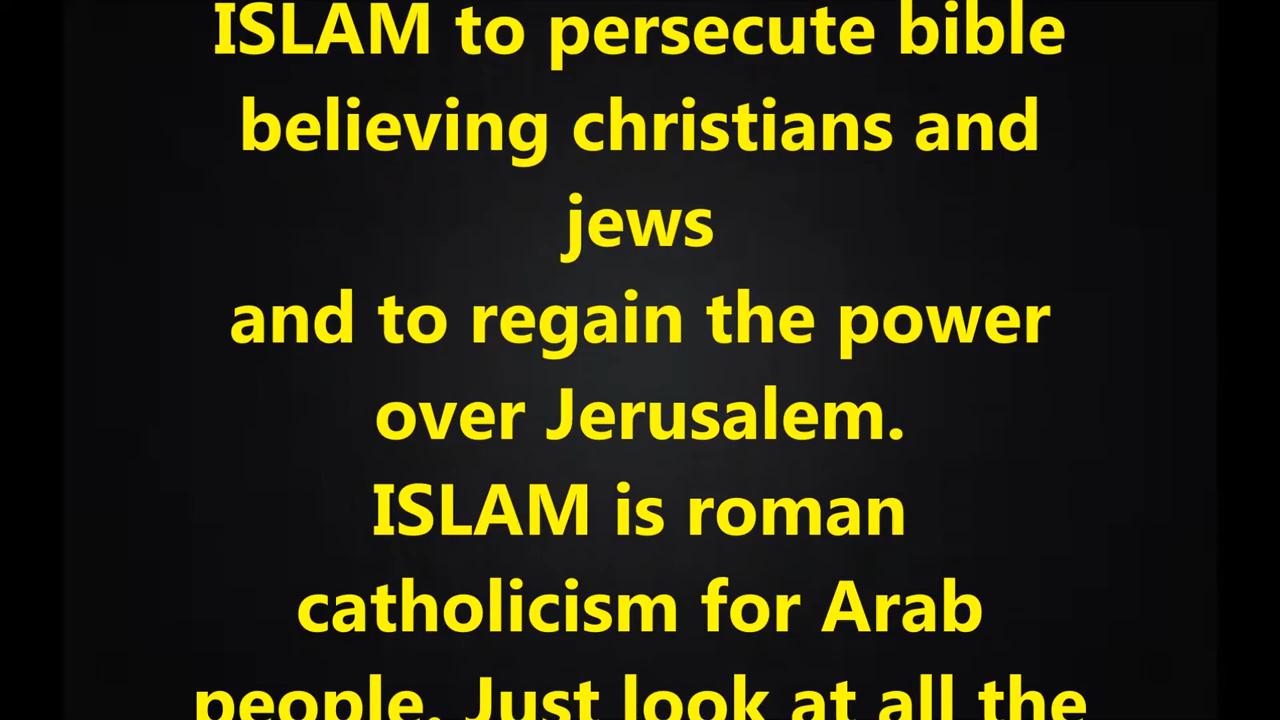 ISLAM to persecute bible
believing christians and
jews
and to regain the power
over Jerusalem.
ISLAM is roman
catholicism for Arab
people. Just look at all the